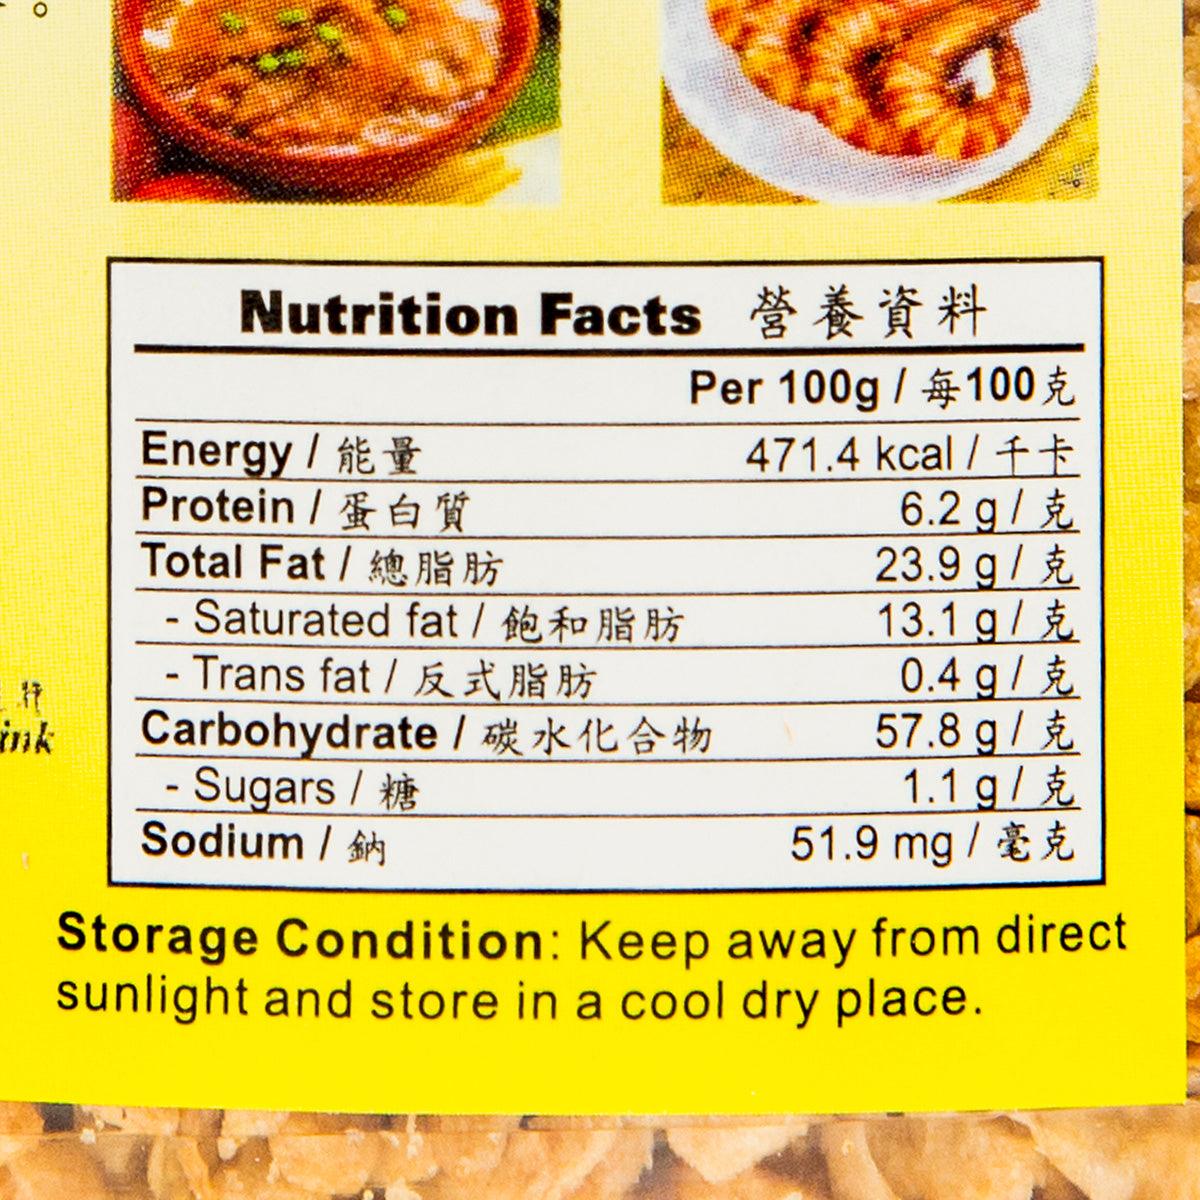 Nutrition Facts 營養資料
Per 100g / 每100克
Energy / 能量 471.4 kcal / 千卡
Protein / 蛋白質 6.2 g / 克
Total Fat / 總脂肪 23.9 g / 克
- Saturated fat / 飽和脂肪 13.1 g / 克
- Trans fat / 反式脂肪 0.4 g / 克
Carbohydrate / 碳水化合物 57.8 g / 克
- Sugars / 糖 1.1 g / 克
Sodium / 鈉 51.9 mg / 毫克
Storage Condition: Keep away from direct
sunlight and store in a cool dry place.